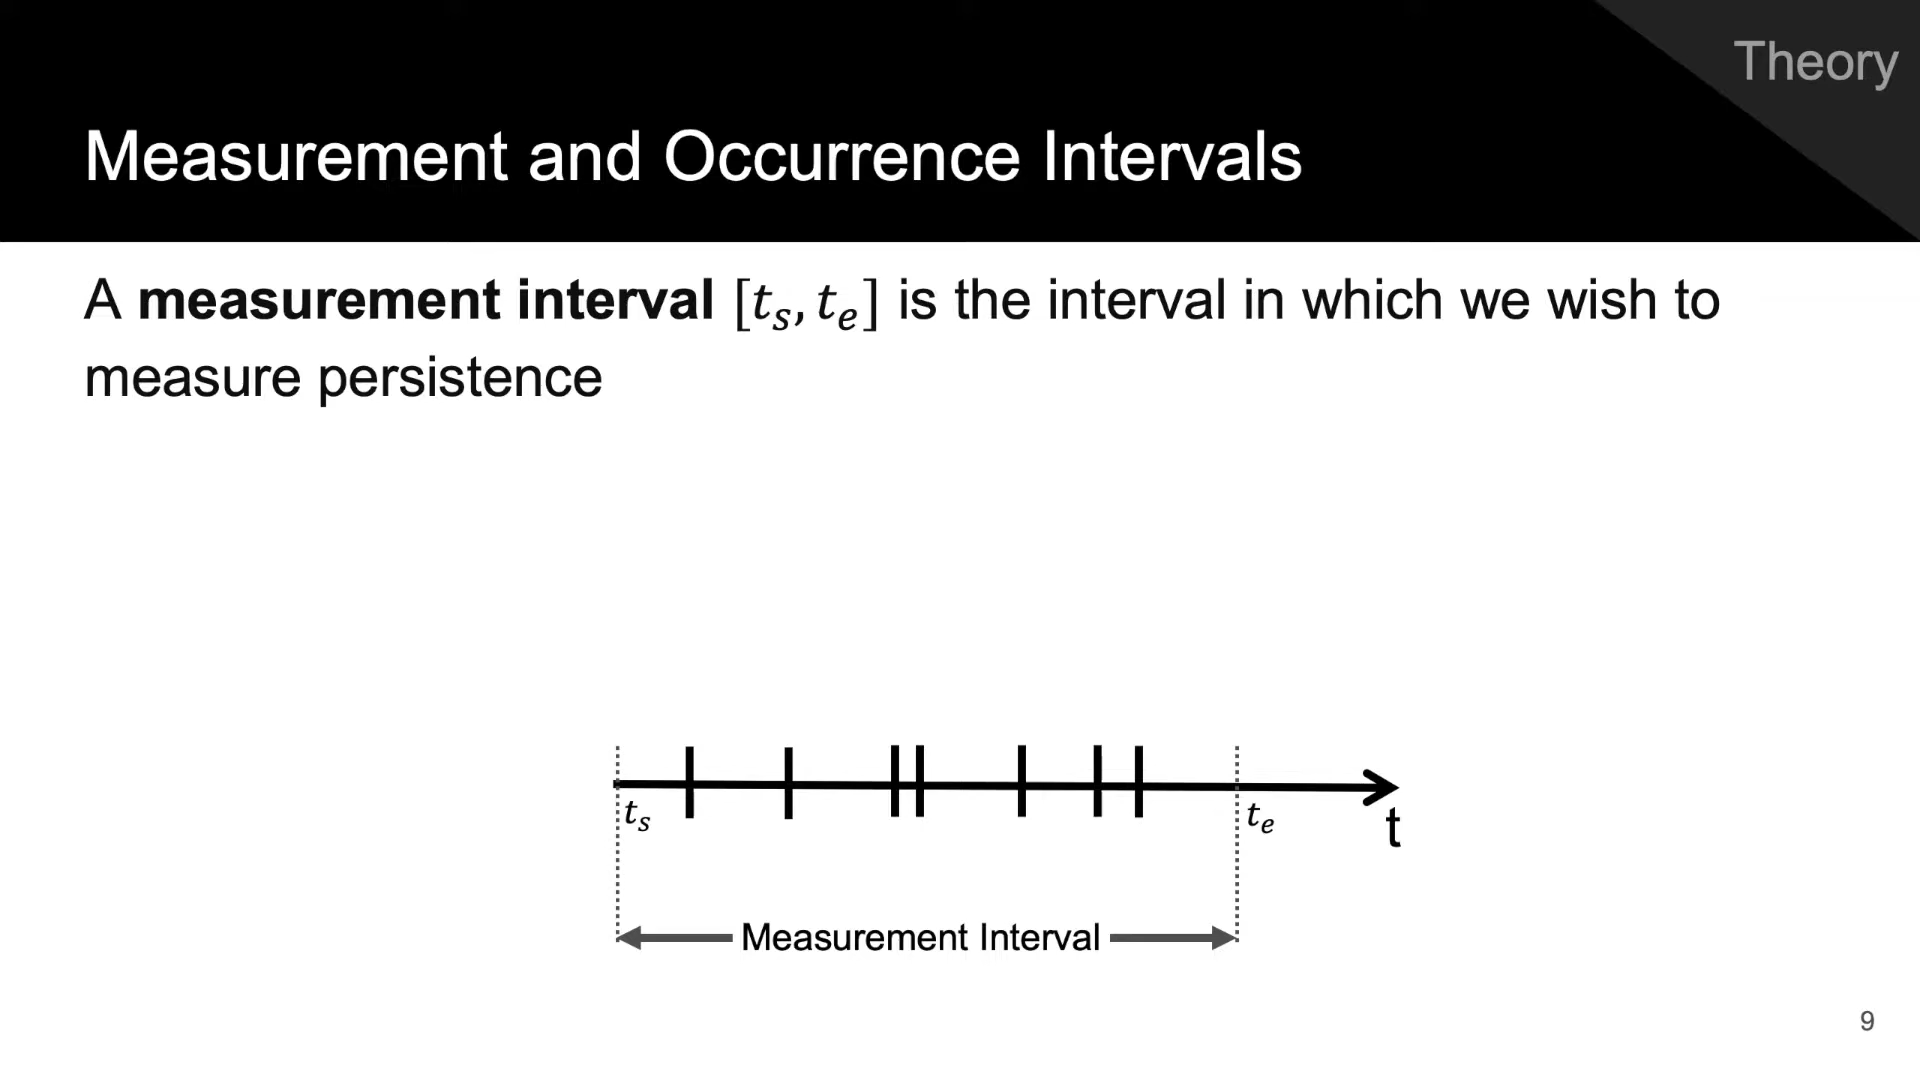 Theory
Measurement and Occurrence Intervals
A measurement interval [tₛ, tₑ] is the interval in which we wish to
measure persistence
tₛ
tₑ
t
Measurement Interval
9